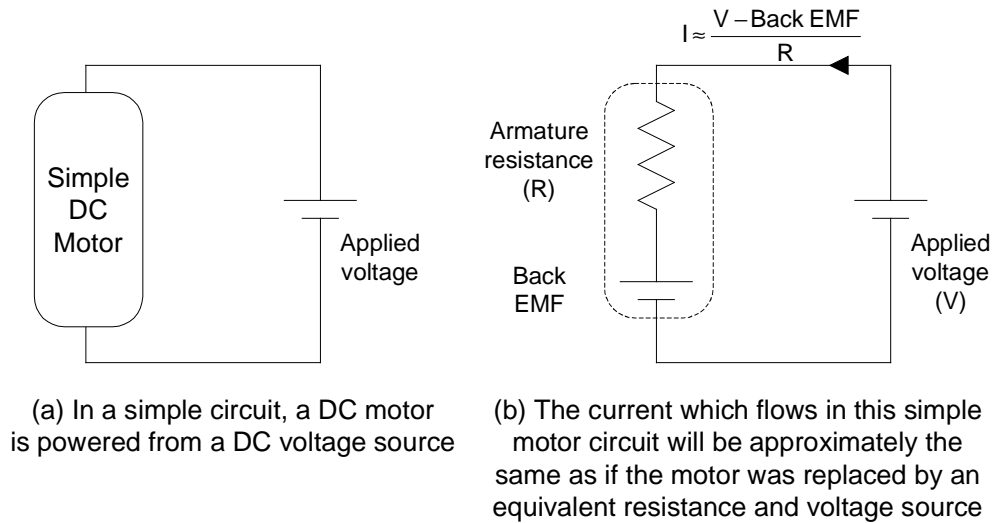 Simple
DC
Motor
Applied
voltage
(a) In a simple circuit, a DC motor
is powered from a DC voltage source
I ≈ V – Back EMF / R
Armature
resistance
(R)
Back
EMF
Applied
voltage
(V)
(b) The current which flows in this simple
motor circuit will be approximately the
same as if the motor was replaced by an
equivalent resistance and voltage source